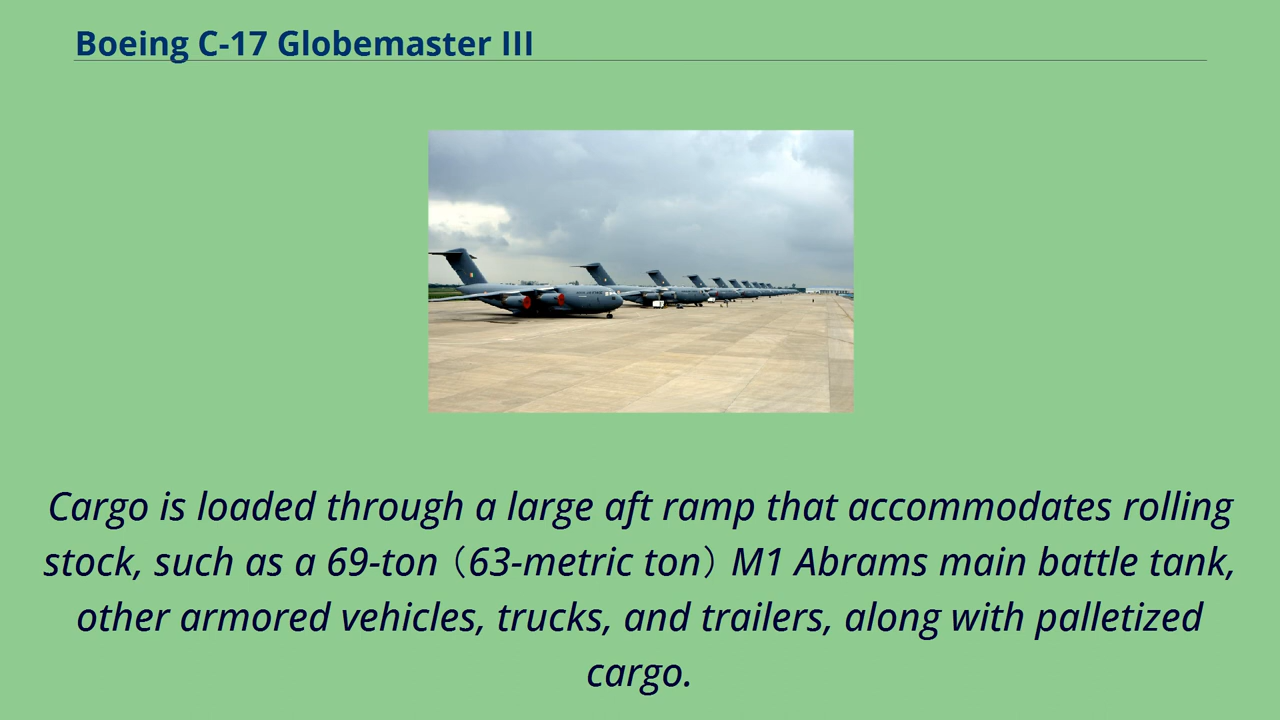 Boeing C-17 Globemaster III
Cargo is loaded through a large aft ramp that accommodates rolling
stock, such as a 69-ton（63-metric ton）M1 Abrams main battle tank,
other armored vehicles, trucks, and trailers, along with palletized
cargo.